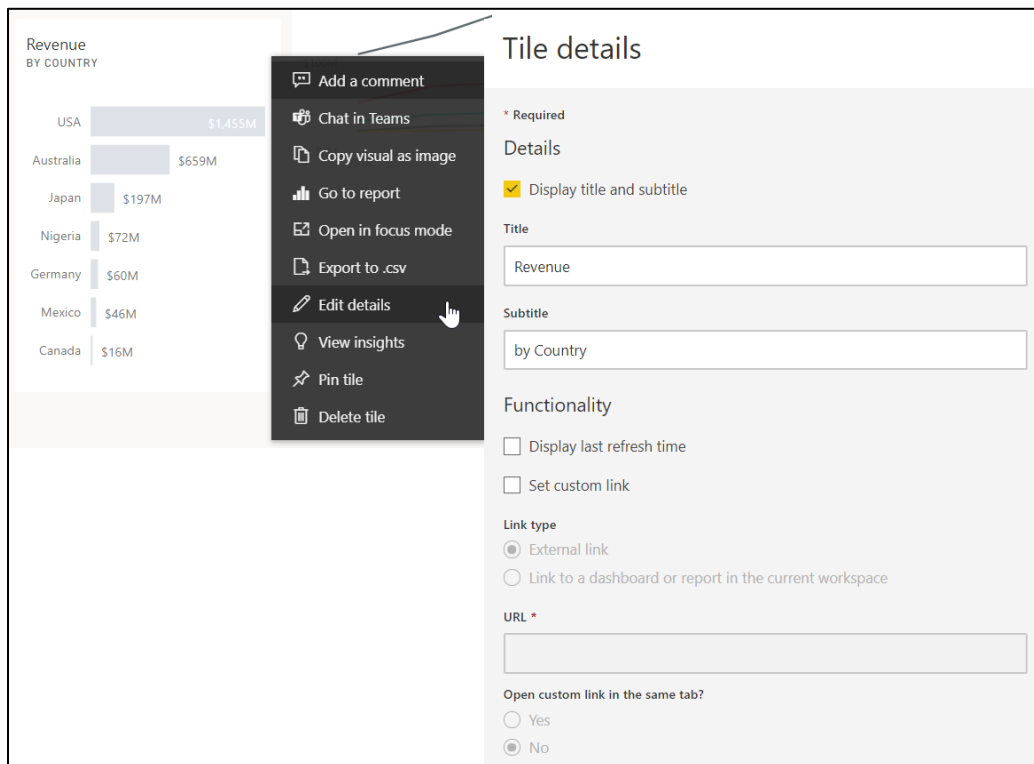 Revenue
BY COUNTRY
USA $1,455M
Australia $659M
Japan $197M
Nigeria $72M
Germany $60M
Mexico $46M
Canada $16M
Add a comment
Chat in Teams
Copy visual as image
Go to report
Open in focus mode
Export to .csv
Edit details
View insights
Pin tile
Delete tile
Tile details
* Required
Details
Display title and subtitle
Title
Revenue
Subtitle
by Country
Functionality
Display last refresh time
Set custom link
Link type
External link
Link to a dashboard or report in the current workspace
URL *
Open custom link in the same tab?
Yes
No